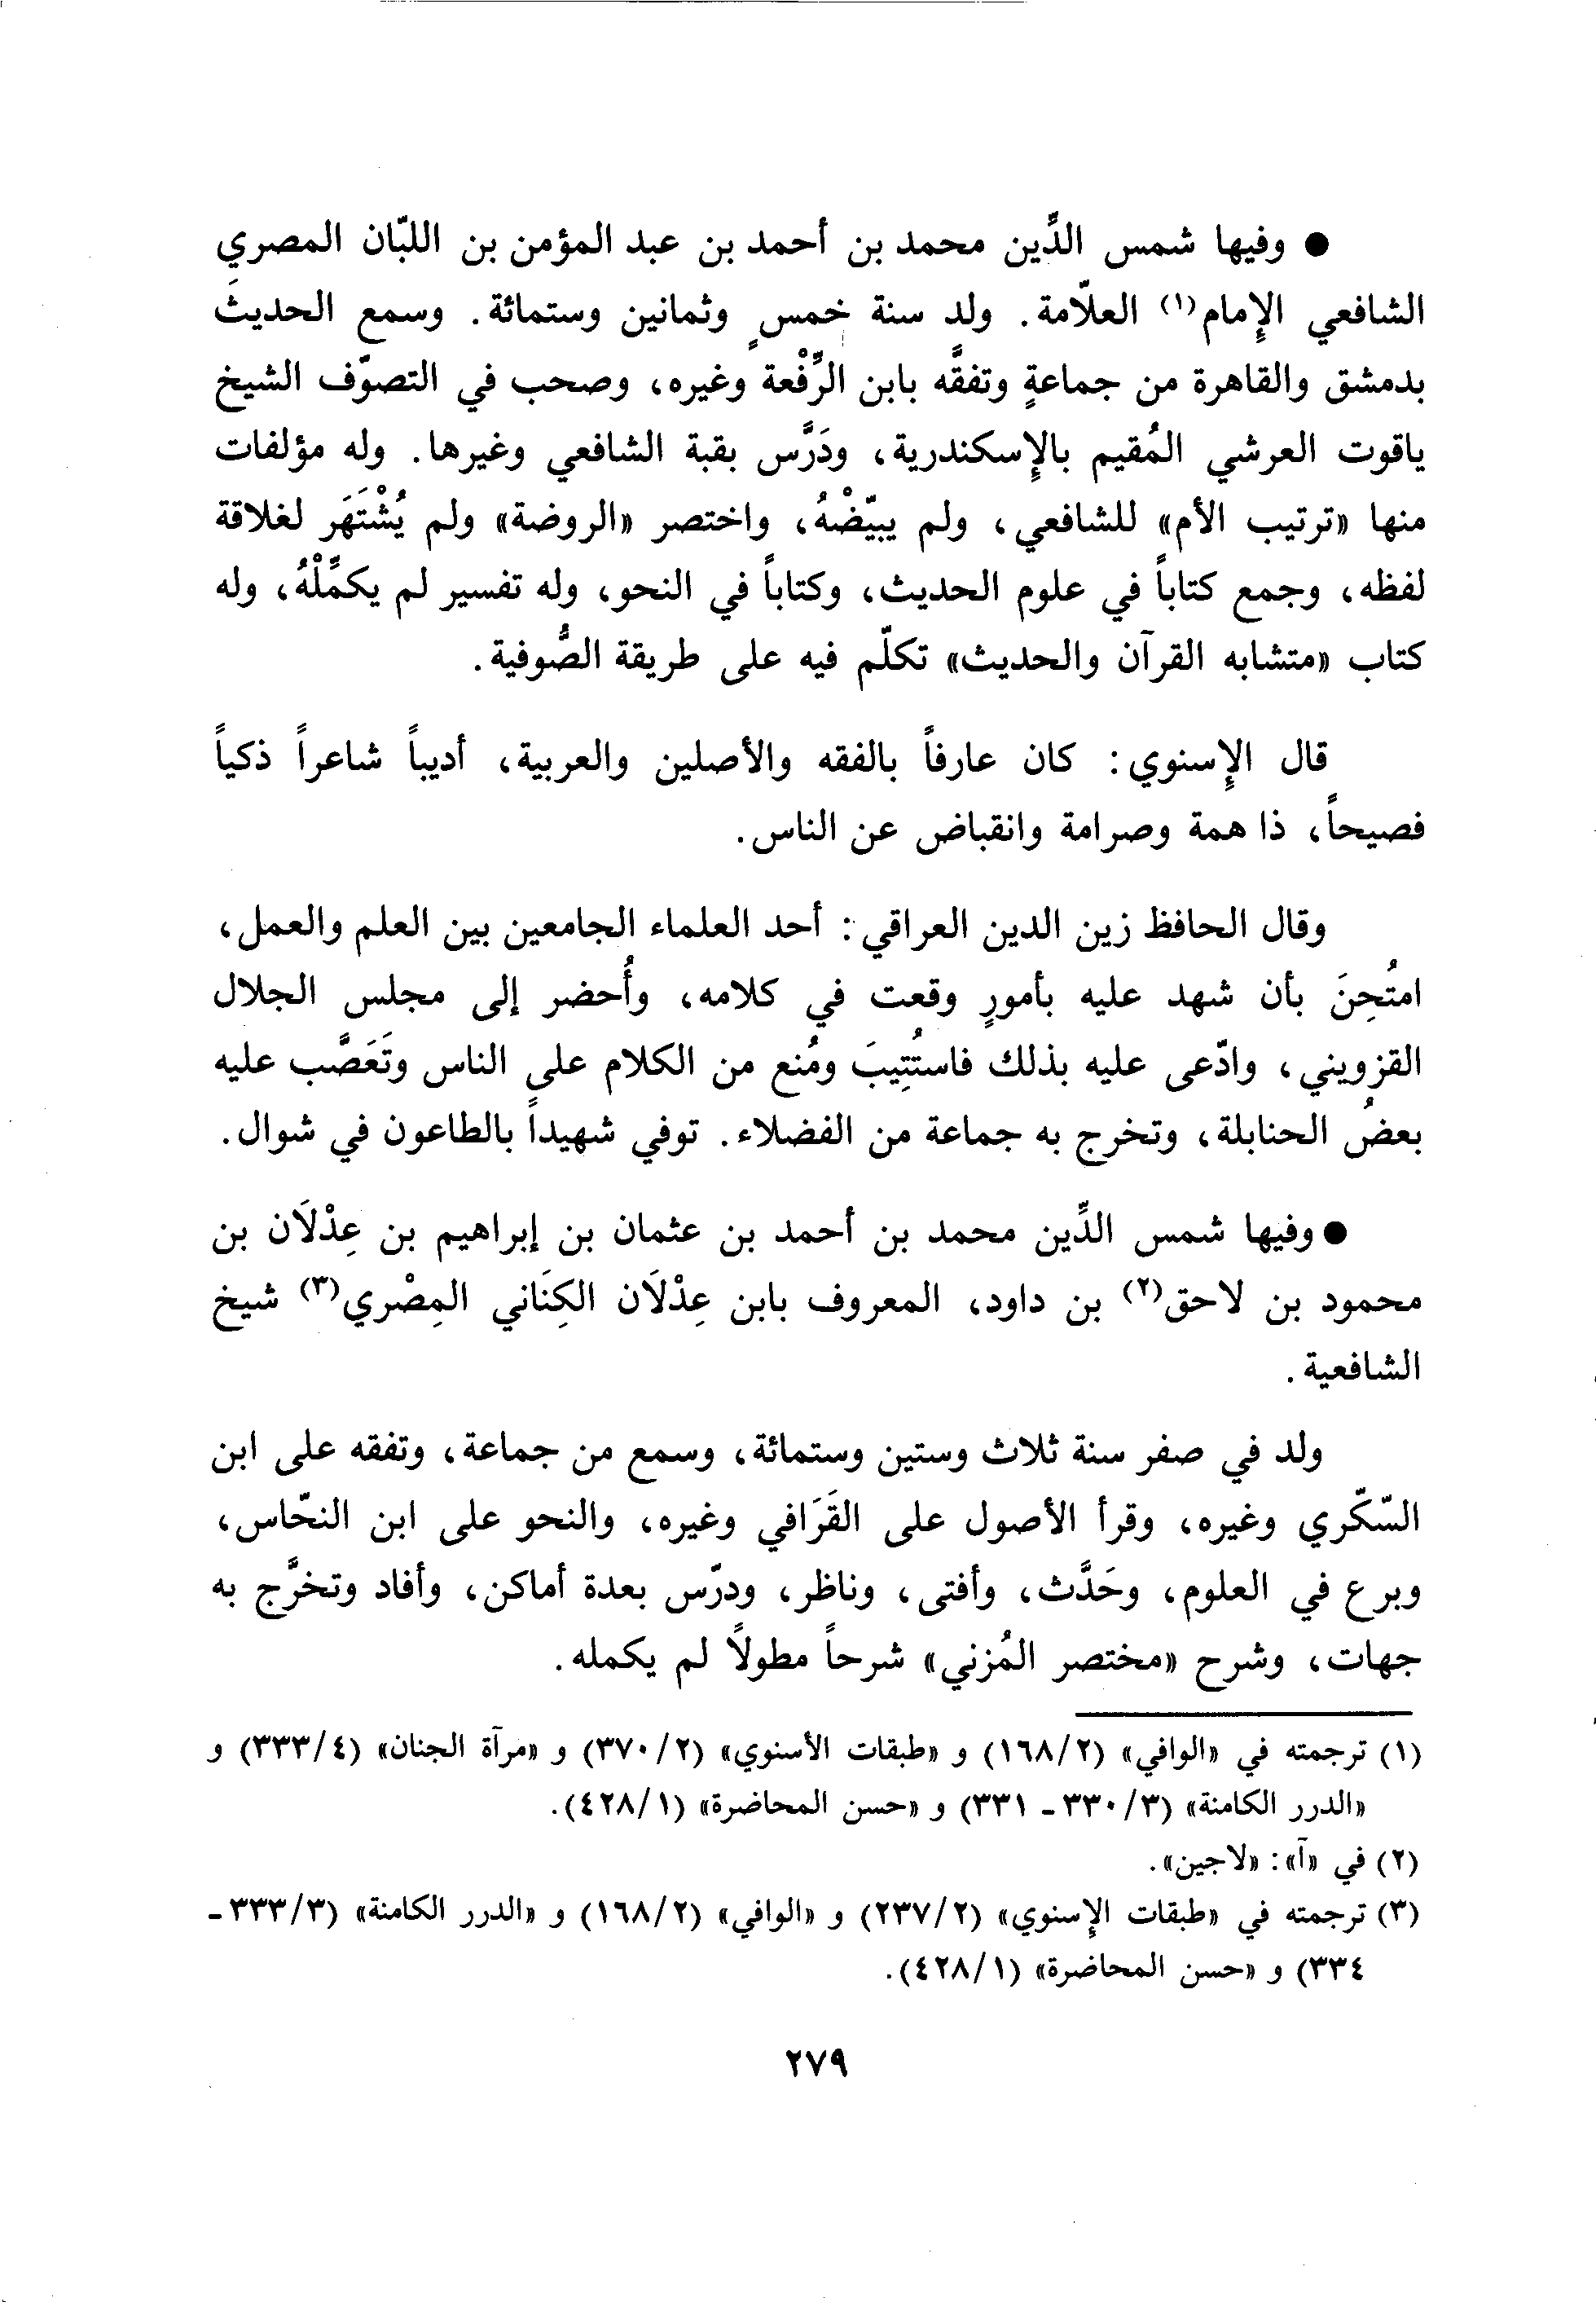 ● وفيها شمس الدِّين محمد بن أحمد بن عبد المؤمن بن اللبّان المصري
الشافعي الإمام(١) العلّامة. ولد سنة خمسٍ وثمانين وستمائة. وسمع الحديثَ
بدمشق والقاهرة من جماعةٍ وتفقَّه بابن الرِّفْعة وغيره، وصحب في التصوّف الشيخ
ياقوت العرشي المُقيم بالإسكندرية، ودَرَّس بقبة الشافعي وغيرها. وله مؤلفات
منها «ترتيب الأم» للشافعي، ولم يبيّضْهُ، واختصر «الروضة» ولم يُشْتَهَر لغلاقة
لفظه، وجمع كتاباً في علوم الحديث، وكتاباً في النحو، وله تفسير لم يكمِّلْهُ، وله
كتاب «متشابه القرآن والحديث» تكلّم فيه على طريقة الصُّوفية.
قال الإسنوي: كان عارفاً بالفقه والأصلين والعربية، أديباً شاعراً ذكياً
فصيحاً، ذا همة وصرامة وانقباض عن الناس.
وقال الحافظ زين الدين العراقي: أحد العلماء الجامعين بين العلم والعمل،
امتُحِنَ بأن شهد عليه بأمورٍ وقعت في كلامه، وأُحضر إلى مجلس الجلال
القزويني، وادّعى عليه بذلك فاستُتِيبَ ومُنع من الكلام على الناس وتَعَصَّب عليه
بعضُ الحنابلة، وتخرج به جماعة من الفضلاء. توفي شهيداً بالطاعون في شوال.
● وفيها شمس الدِّين محمد بن أحمد بن عثمان بن إبراهيم بن عِدْلَان بن
محمود بن لاحق(٢) بن داود، المعروف بابن عِدْلَان الكِنَاني المِصْري(٣) شيخ
الشافعية.
ولد في صفر سنة ثلاث وستين وستمائة، وسمع من جماعة، وتفقه على ابن
السّكّري وغيره، وقرأ الأصول على القَرَافي وغيره، والنحو على ابن النحّاس،
وبرع في العلوم، وحَدَّث، وأفتى، وناظر، ودرّس بعدة أماكن، وأفاد وتخرَّج به
جهات، وشرح «مختصر المُزني» شرحاً مطولاً لم يكمله.
(١) ترجمته في «الوافي» (١٦٨/٢) و «طبقات الأسنوي» (٣٧٠/٢) و «مرآة الجنان» (٣٣٣/٤) و
«الدرر الكامنة» (٣٣٠/٣ ـ ٣٣١) و «حسن المحاضرة» (٤٢٨/١).
(٢) في «آ»: «لاجين».
(٣) ترجمته في «طبقات الإسنوي» (٢٣٧/٢) و «الوافي» (١٦٨/٢) و «الدرر الكامنة» (٣٣٣/٣ ـ
٣٣٤) و «حسن المحاضرة» (٤٢٨/١).
٢٧٩